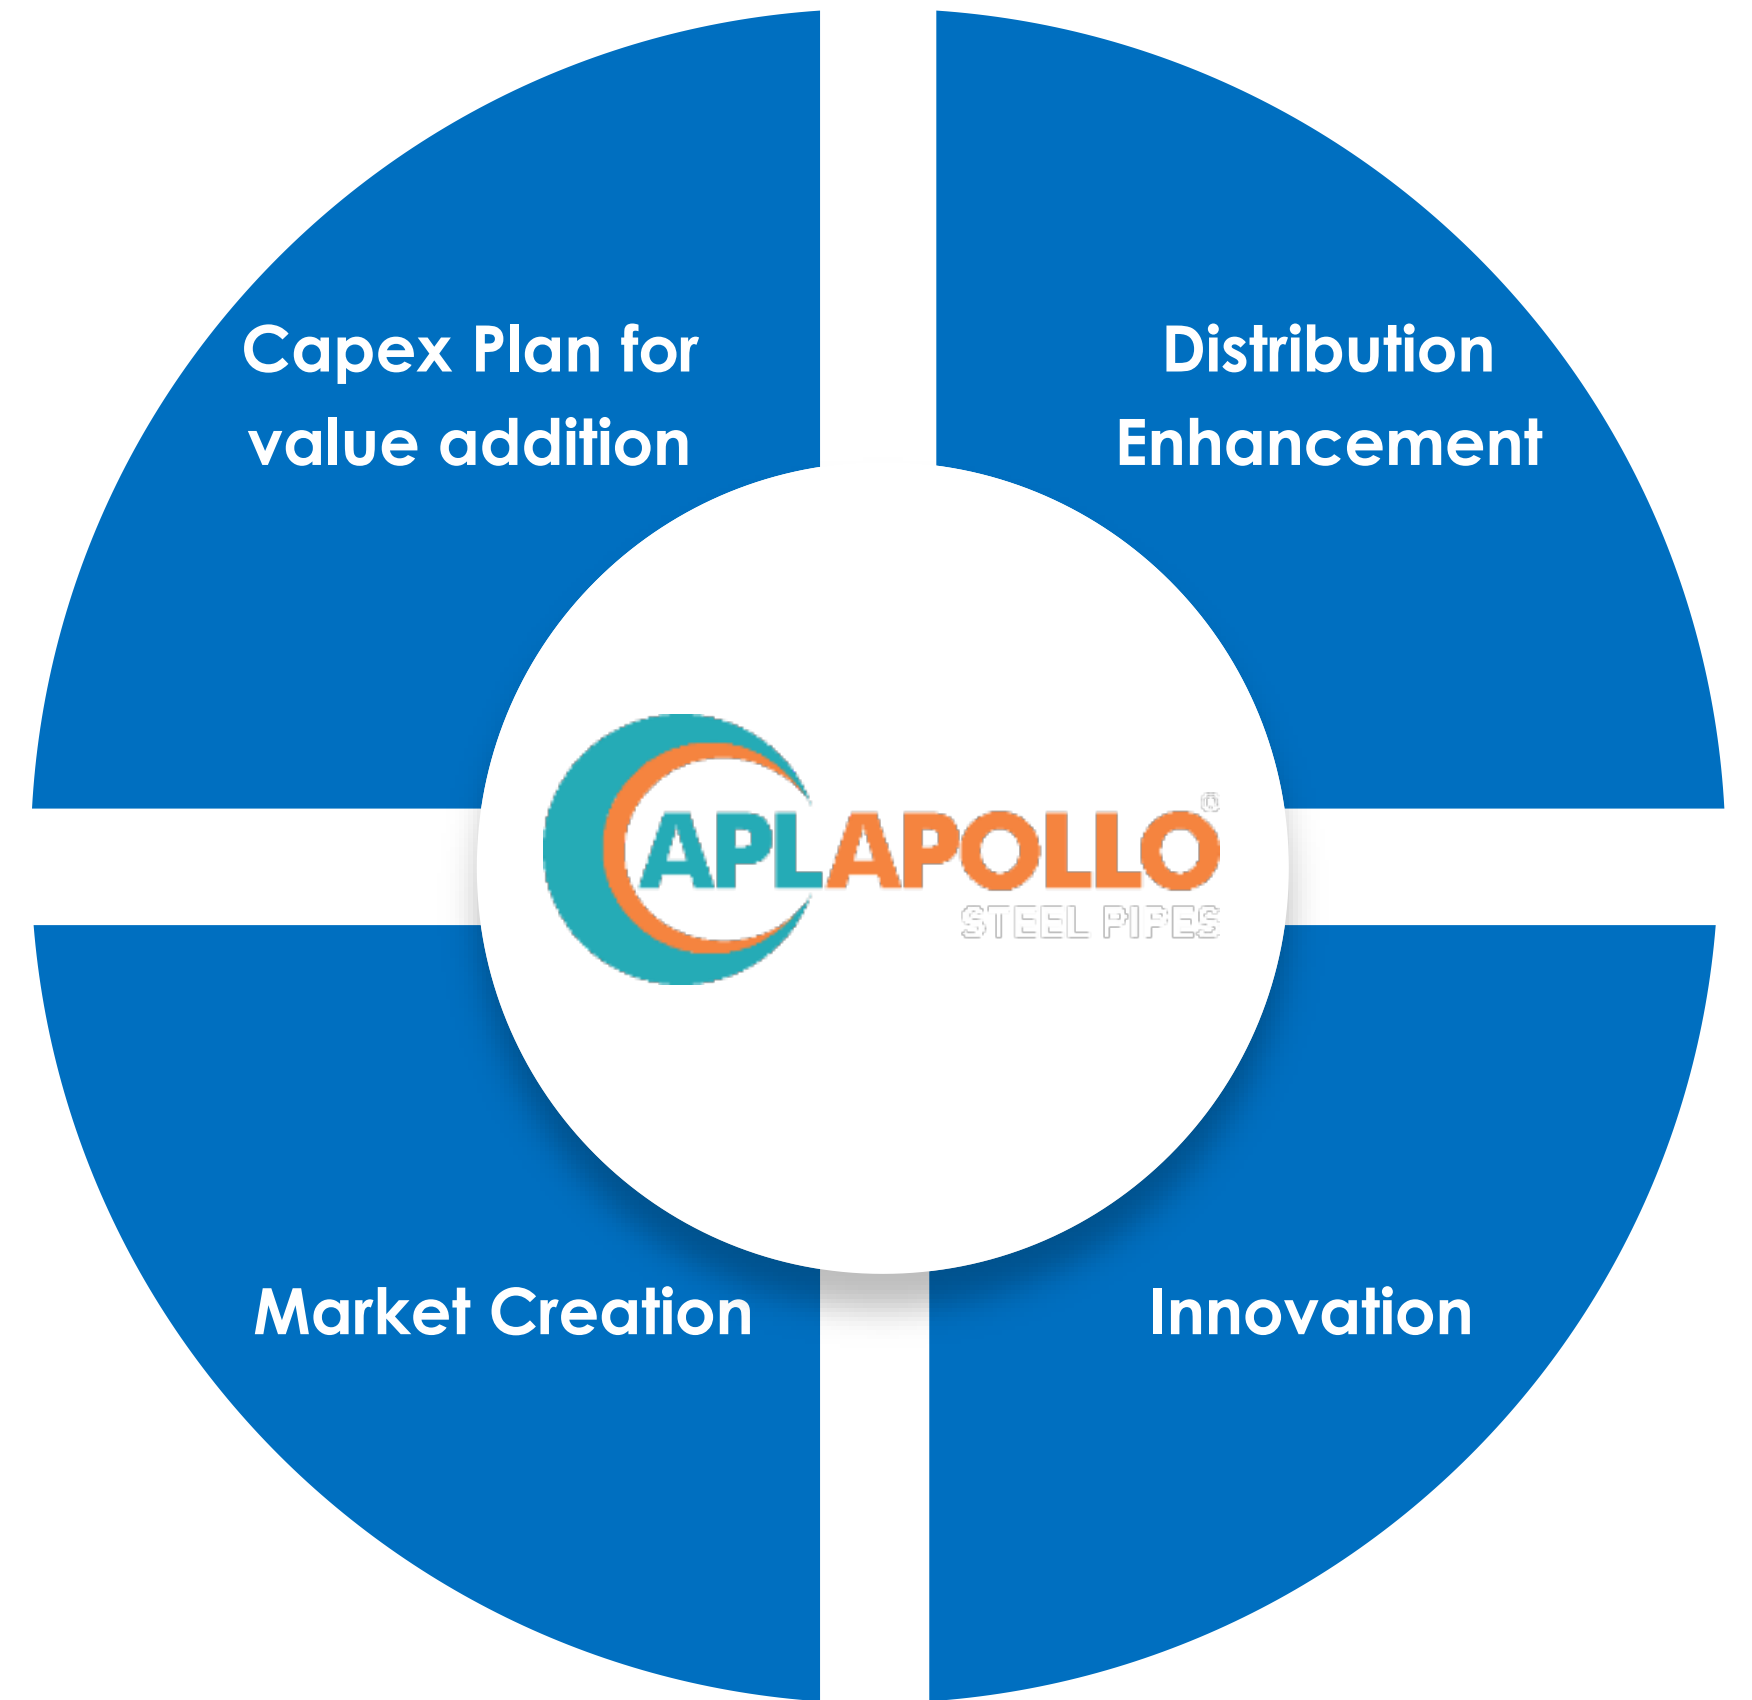 Capex Plan for
value addition
Distribution
Enhancement
APLAPOLLO®
STEEL PIPES
Market Creation
Innovation